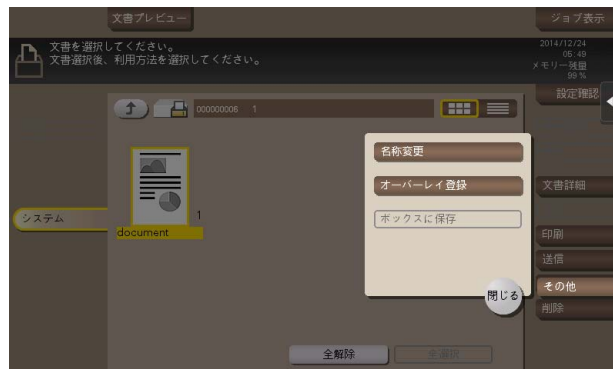 文書プレビュー
ジョブ表示
文書を選択してください。
文書選択後、利用方法を選択してください。
2014/12/24
05:49
メモリー残量
99 %
設定確認
000000006 1
名称変更
オーバーレイ登録
文書詳細
ボックスに保存
システム
1
document
印刷
送信
その他
閉じる
削除
全解除
全選択